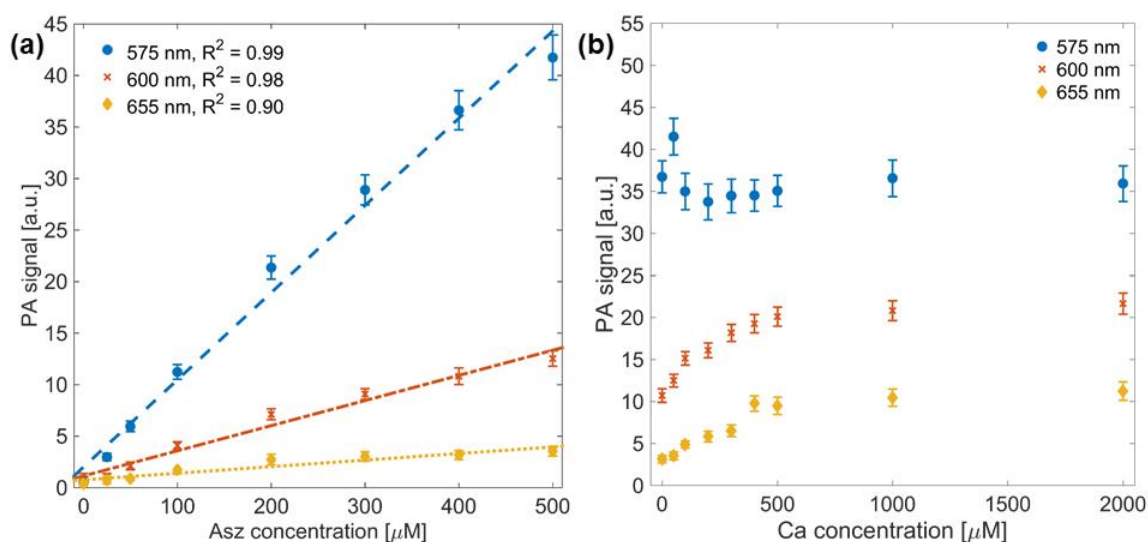 (a)
575 nm, R² = 0.99
600 nm, R² = 0.98
655 nm, R² = 0.90
45
40
35
30
25
20
15
10
5
0
PA signal [a.u.]
0 100 200 300 400 500
Asz concentration [μM]
(b)
575 nm
600 nm
655 nm
55
50
45
40
35
30
25
20
15
10
5
0
PA signal [a.u.]
0 500 1000 1500 2000
Ca concentration [μM]